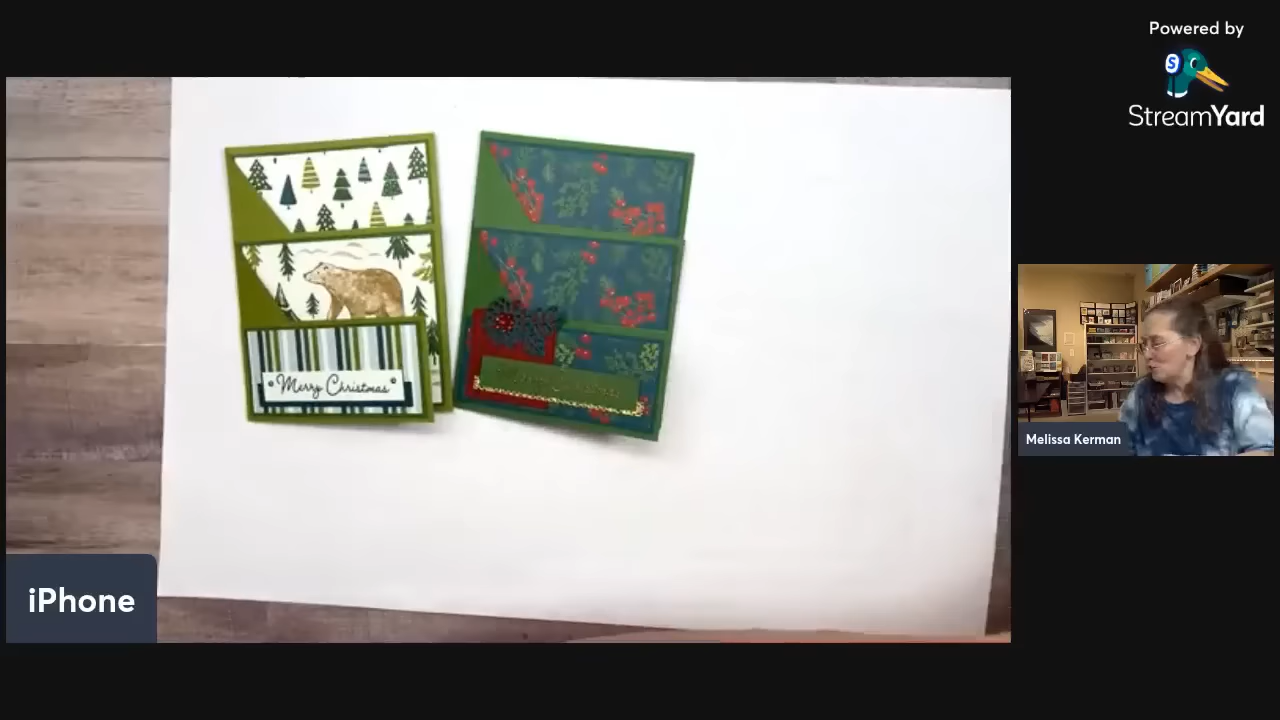 Powered by
S
StreamYard
Merry Christmas
Melissa Kerman
iPhone